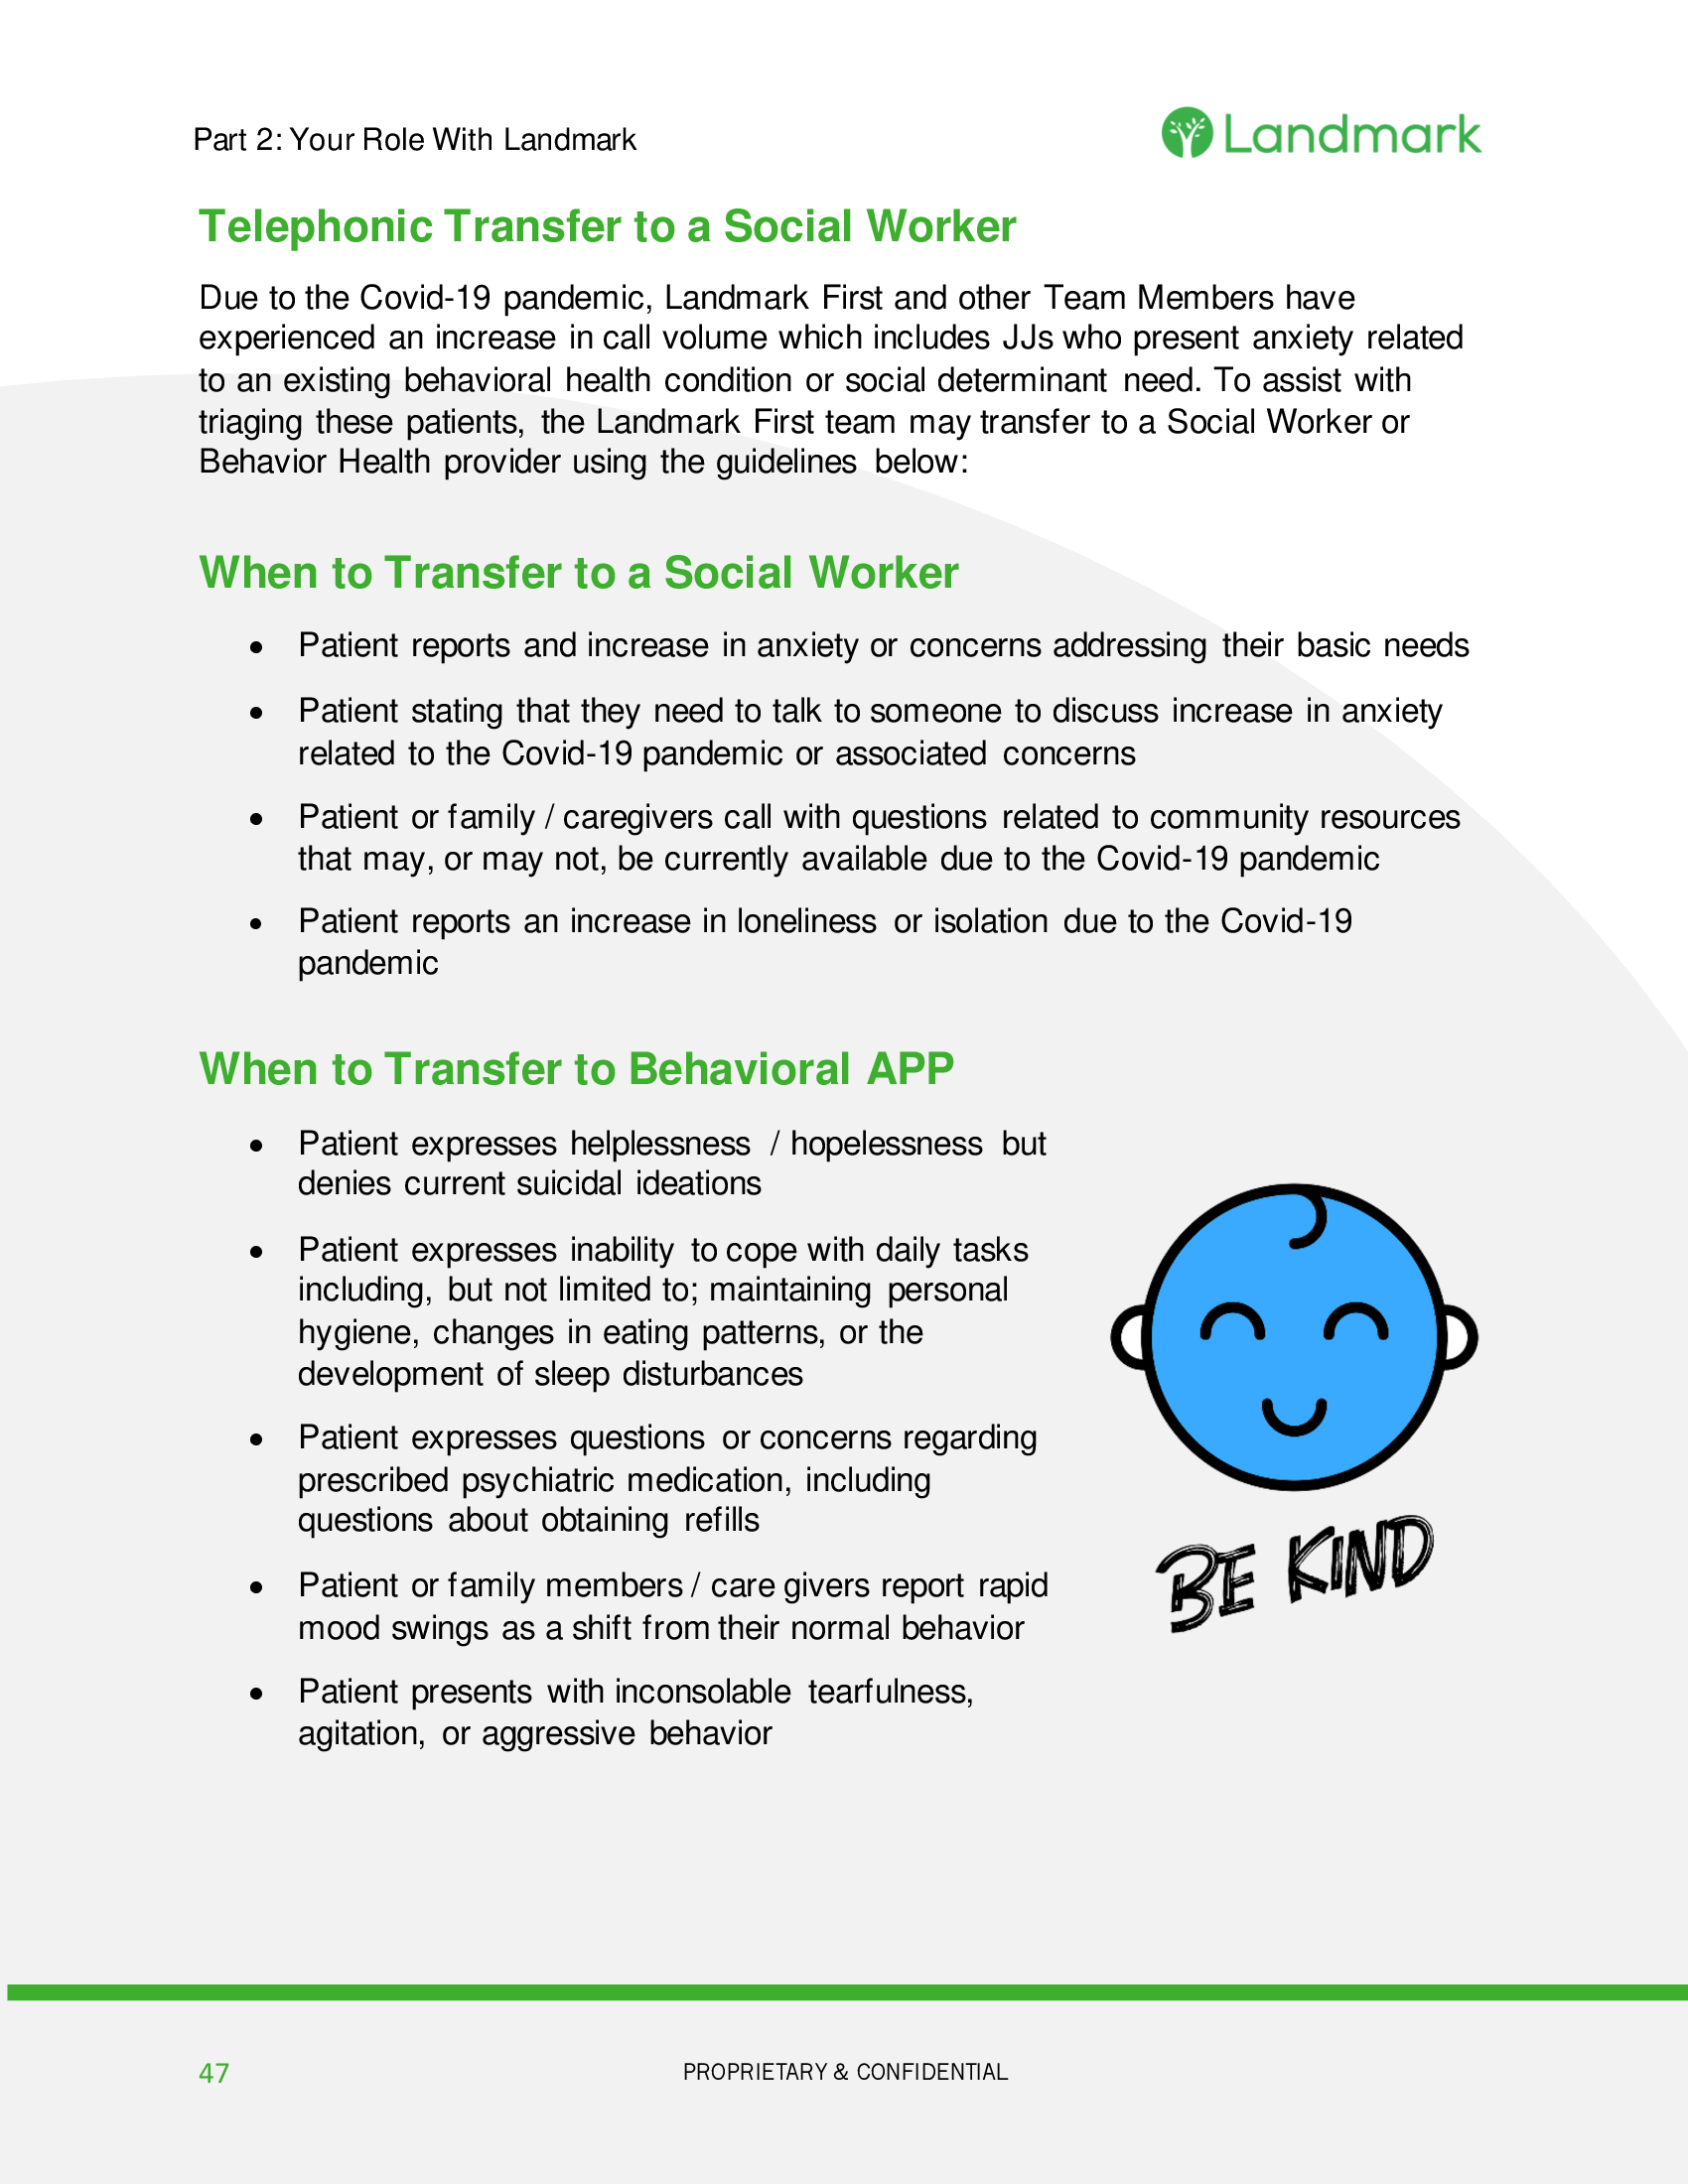 Part 2: Your Role With Landmark
Landmark
Telephonic Transfer to a Social Worker
Due to the Covid-19 pandemic, Landmark First and other Team Members have
experienced an increase in call volume which includes JJs who present anxiety related
to an existing behavioral health condition or social determinant need. To assist with
triaging these patients, the Landmark First team may transfer to a Social Worker or
Behavior Health provider using the guidelines below:
When to Transfer to a Social Worker
• Patient reports and increase in anxiety or concerns addressing their basic needs
• Patient stating that they need to talk to someone to discuss increase in anxiety
related to the Covid-19 pandemic or associated concerns
• Patient or family / caregivers call with questions related to community resources
that may, or may not, be currently available due to the Covid-19 pandemic
• Patient reports an increase in loneliness or isolation due to the Covid-19
pandemic
When to Transfer to Behavioral APP
• Patient expresses helplessness / hopelessness but
denies current suicidal ideations
• Patient expresses inability to cope with daily tasks
including, but not limited to; maintaining personal
hygiene, changes in eating patterns, or the
development of sleep disturbances
• Patient expresses questions or concerns regarding
prescribed psychiatric medication, including
questions about obtaining refills
• Patient or family members / care givers report rapid
mood swings as a shift from their normal behavior
• Patient presents with inconsolable tearfulness,
agitation, or aggressive behavior
BE KIND
47
PROPRIETARY & CONFIDENTIAL